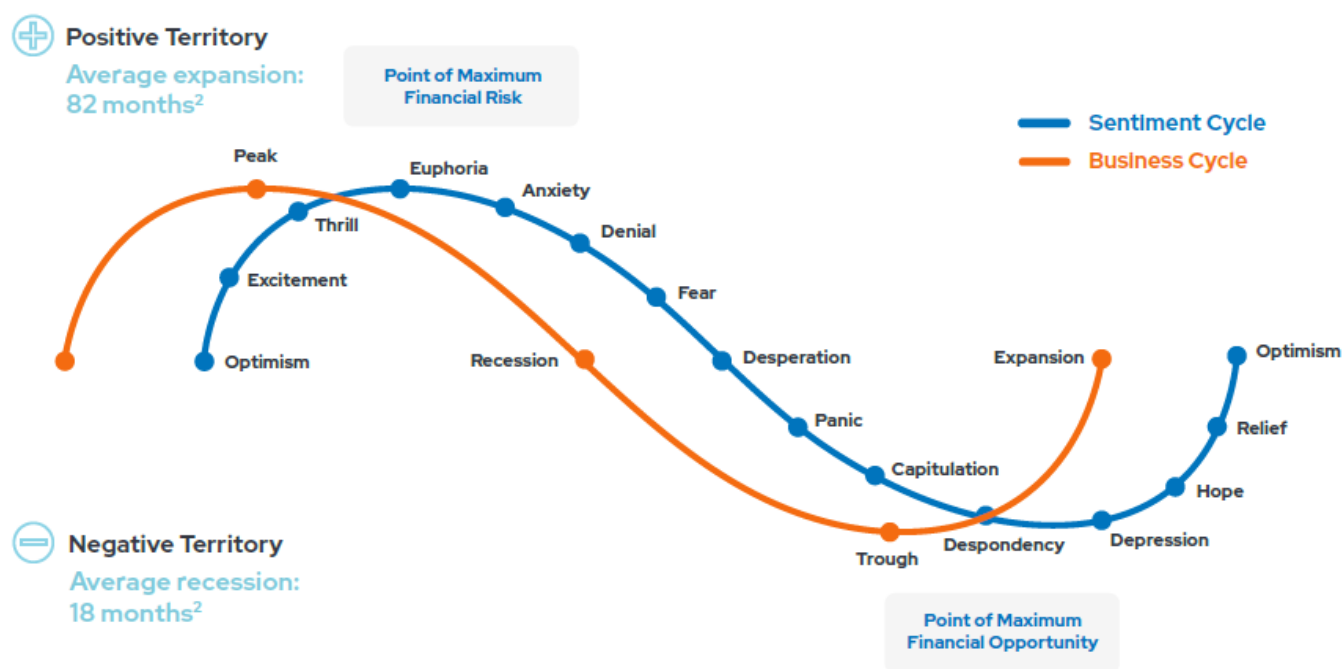 Positive Territory
Average expansion:
82 months²
Point of Maximum
Financial Risk
Sentiment Cycle
Business Cycle
Peak
Euphoria
Anxiety
Thrill
Denial
Excitement
Fear
Optimism
Recession
Desperation
Expansion
Optimism
Panic
Relief
Capitulation
Hope
Negative Territory
Despondency
Depression
Trough
Average recession:
18 months²
Point of Maximum
Financial Opportunity